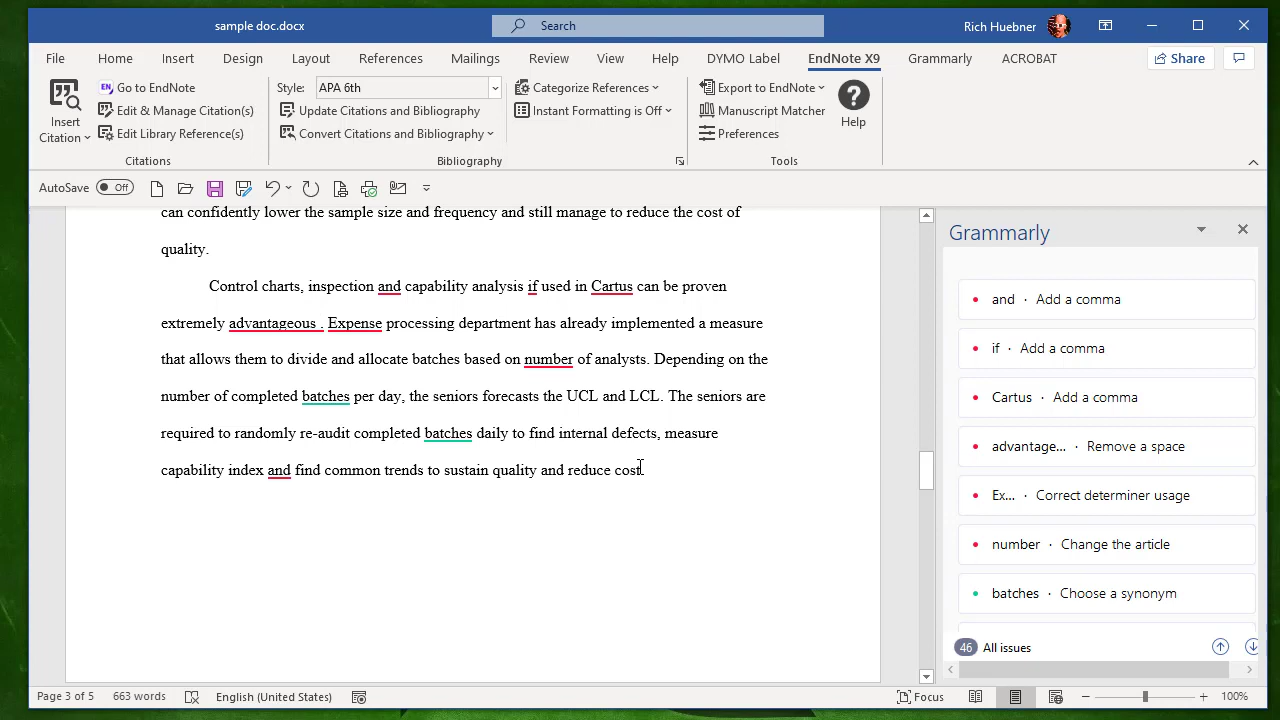 sample doc.docx
Search
Rich Huebner
File Home Insert Design Layout References Mailings Review View Help DYMO Label EndNote X9 Grammarly ACROBAT Share
Insert Citation
EN Go to EndNote
Edit & Manage Citation(s)
Edit Library Reference(s)
Citations
Style: APA 6th
Update Citations and Bibliography
Convert Citations and Bibliography
Categorize References
Instant Formatting is Off
Bibliography
Export to EndNote
Manuscript Matcher
Preferences
Help
Tools
AutoSave Off
can confidently lower the sample size and frequency and still manage to reduce the cost of
quality.
Control charts, inspection and capability analysis if used in Cartus can be proven
extremely advantageous . Expense processing department has already implemented a measure
that allows them to divide and allocate batches based on number of analysts. Depending on the
number of completed batches per day, the seniors forecasts the UCL and LCL. The seniors are
required to randomly re-audit completed batches daily to find internal defects, measure
capability index and find common trends to sustain quality and reduce cost.
Grammarly
and · Add a comma
if · Add a comma
Cartus · Add a comma
advantage... · Remove a space
Ex... · Correct determiner usage
number · Change the article
batches · Choose a synonym
46 All issues
Page 3 of 5 663 words English (United States) Focus 100%